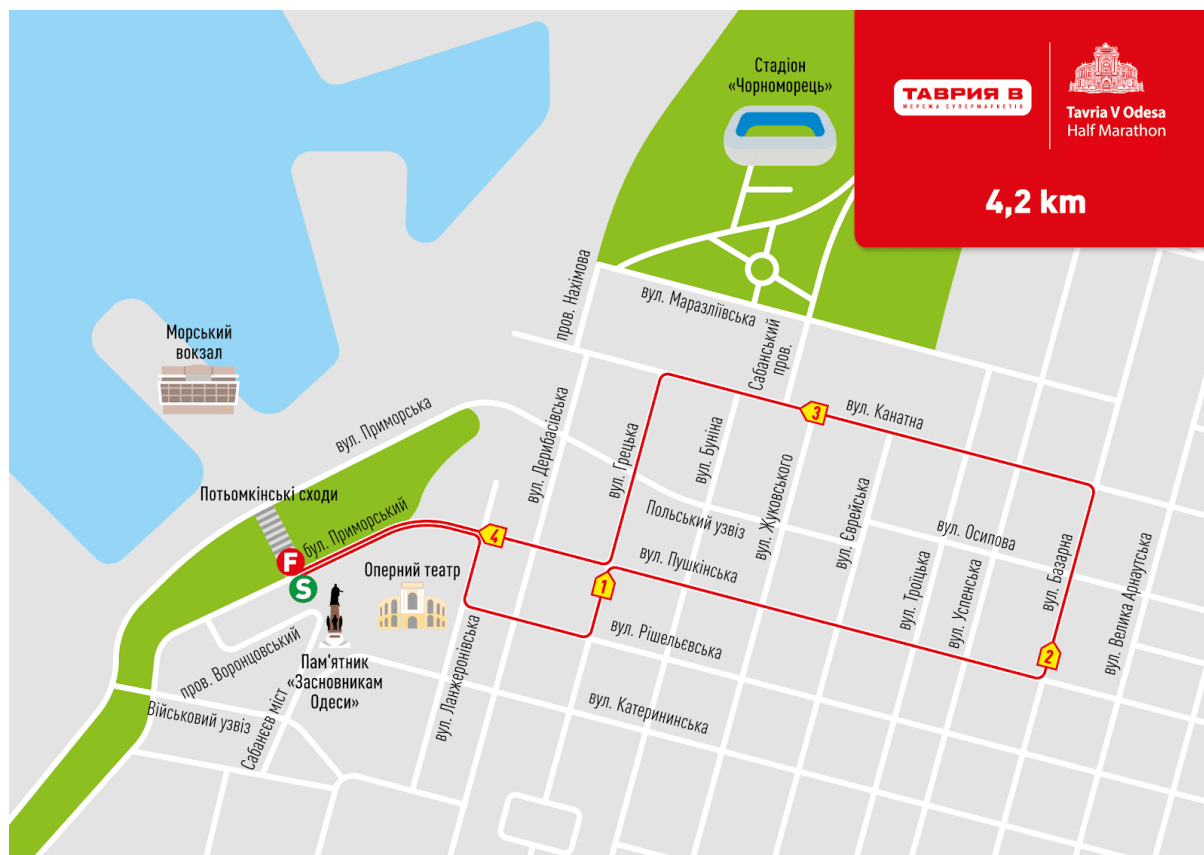 Стадіон
«Чорноморець»
ТАВРИЯ В
МЕРЕЖА СУПЕРМАРКЕТІВ
Tavria V Odesa
Half Marathon
4,2 km
пров. Нахімова
вул. Маразліївська
Сабанський
пров.
Морський
вокзал
вул. Приморська
вул. Дерибасівська
вул. Грецька
вул. Буніна
3
вул. Канатна
вул. Жуковського
вул. Єврейська
Потьомкінські сходи
бул. Приморський
Польський узвіз
вул. Осипова
F
S
4
1
2
Оперний театр
вул. Пушкінська
вул. Троїцька
вул. Успенська
вул. Базарна
вул. Велика Арнаутська
пров. Воронцовський
Пам'ятник
«Засновникам
Одеси»
вул. Ланжеронівська
вул. Рішельєвська
Військовий узвіз
Сабанєєв міст
вул. Катерининська